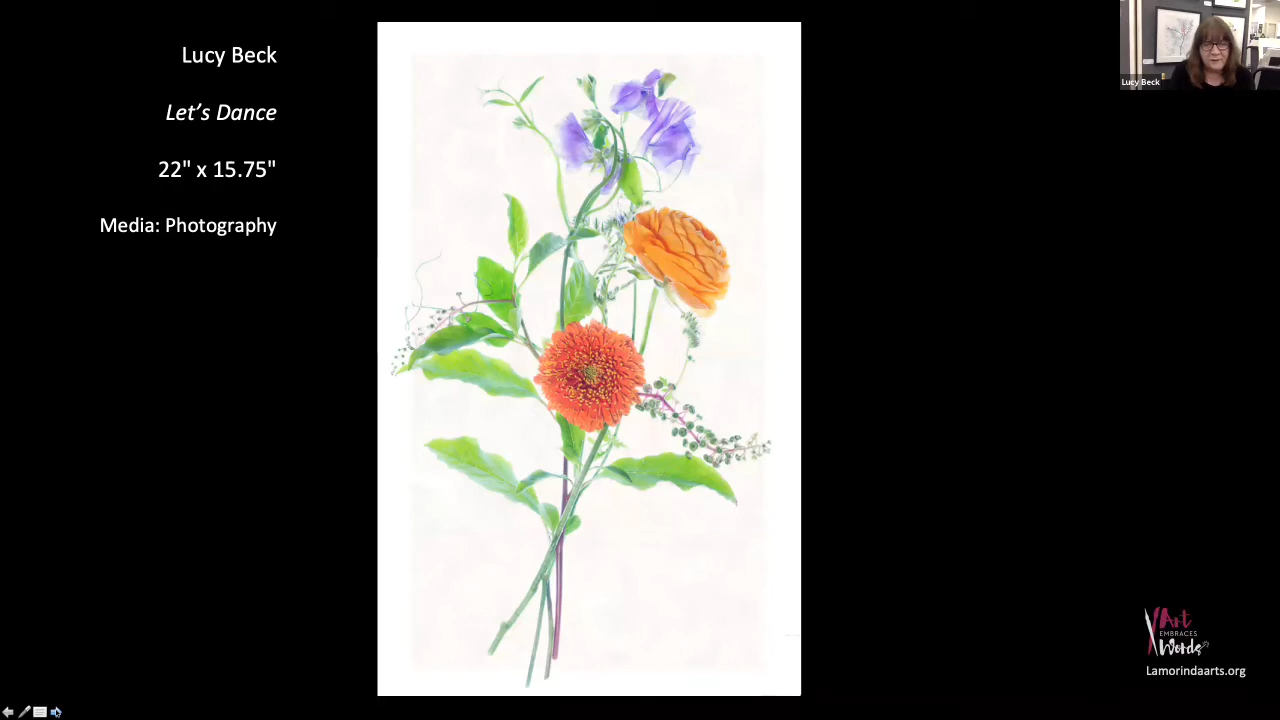 Lucy Beck
Let's Dance
22" x 15.75"
Media: Photography
Lucy Beck
Art
EMBRACES
Words
Lamorindaarts.org